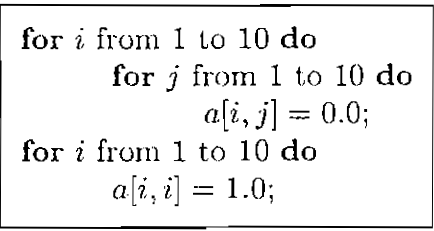 for i from 1 to 10 do
for j from 1 to 10 do
a[i, j] = 0.0;
for i from 1 to 10 do
a[i, i] = 1.0;